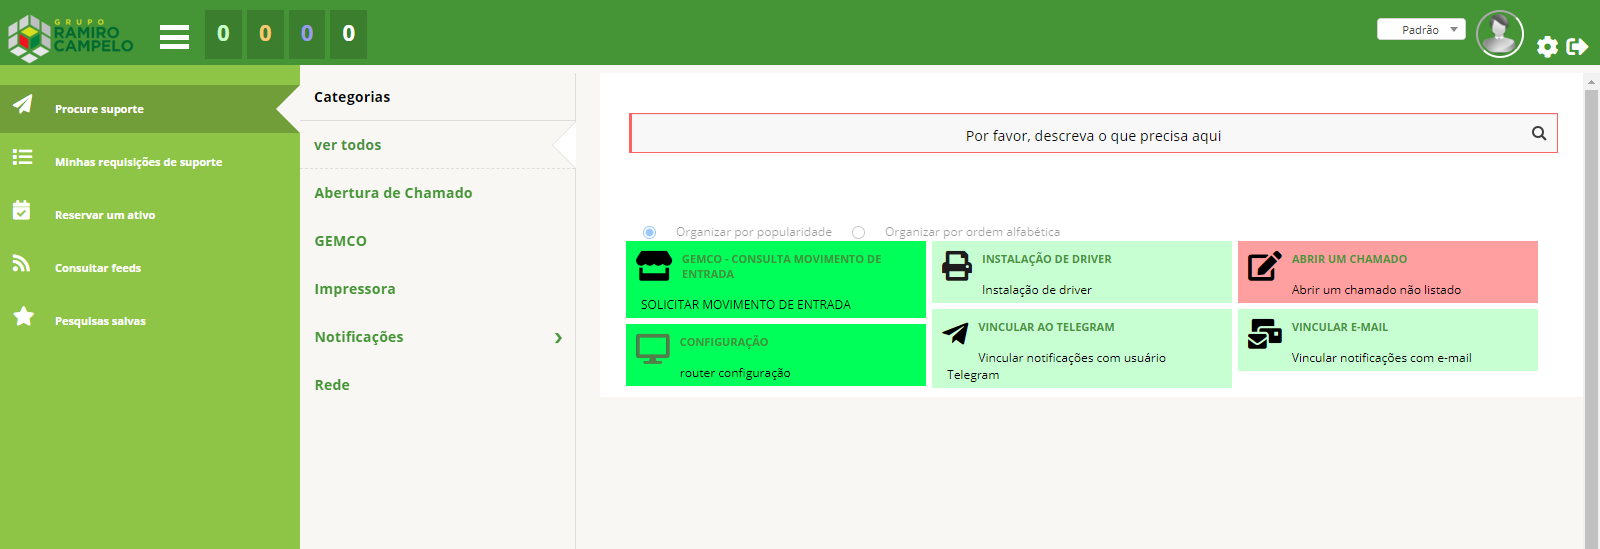 GRUPO
RAMIRO
CAMPELO
0 0 0 0
Padrão
Procure suporte
Minhas requisições de suporte
Reservar um ativo
Consultar feeds
Pesquisas salvas
Categorias
ver todos
Abertura de Chamado
GEMCO
Impressora
Notificações
Rede
Por favor, descreva o que precisa aqui
Organizar por popularidade Organizar por ordem alfabética
GEMCO - CONSULTA MOVIMENTO DE
ENTRADA
SOLICITAR MOVIMENTO DE ENTRADA
INSTALAÇÃO DE DRIVER
Instalação de driver
ABRIR UM CHAMADO
Abrir um chamado não listado
CONFIGURAÇÃO
router configuração
VINCULAR AO TELEGRAM
Vincular notificações com usuário
Telegram
VINCULAR E-MAIL
Vincular notificações com e-mail